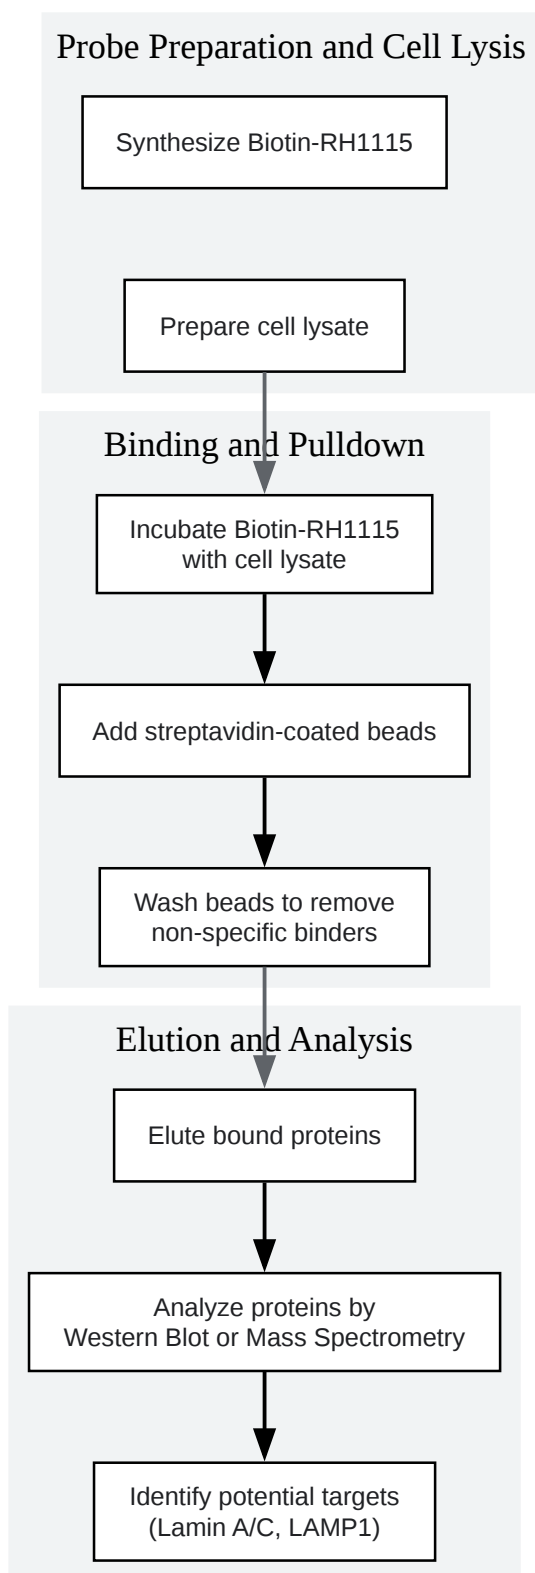 Probe Preparation and Cell Lysis
Synthesize Biotin-RH1115
Prepare cell lysate
Binding and Pulldown
Incubate Biotin-RH1115
with cell lysate
Add streptavidin-coated beads
Wash beads to remove
non-specific binders
Elution and Analysis
Elute bound proteins
Analyze proteins by
Western Blot or Mass Spectrometry
Identify potential targets
(Lamin A/C, LAMP1)